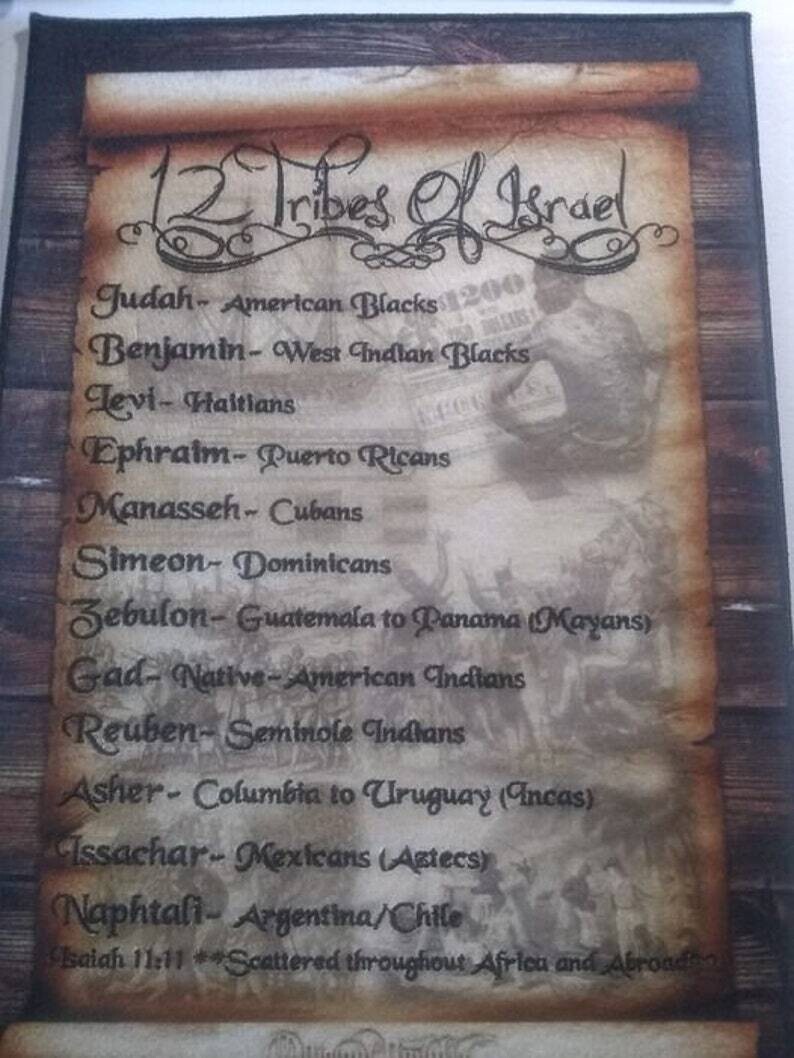 12 Tribes Of Israel
Judah- American Blacks
Benjamin- West Indian Blacks
Levi- Haitians
Ephraim- Puerto Ricans
Manasseh- Cubans
Simeon- Dominicans
Zebulon- Guatemala to Panama (Mayans)
Gad- Native-American Indians
Reuben- Seminole Indians
Asher- Columbia to Uruguay (Incas)
Issachar- Mexicans (Aztecs)
Naphtali- Argentina/Chile
Isaiah 11:11 **Scattered throughout Africa and Abroad**
$1200